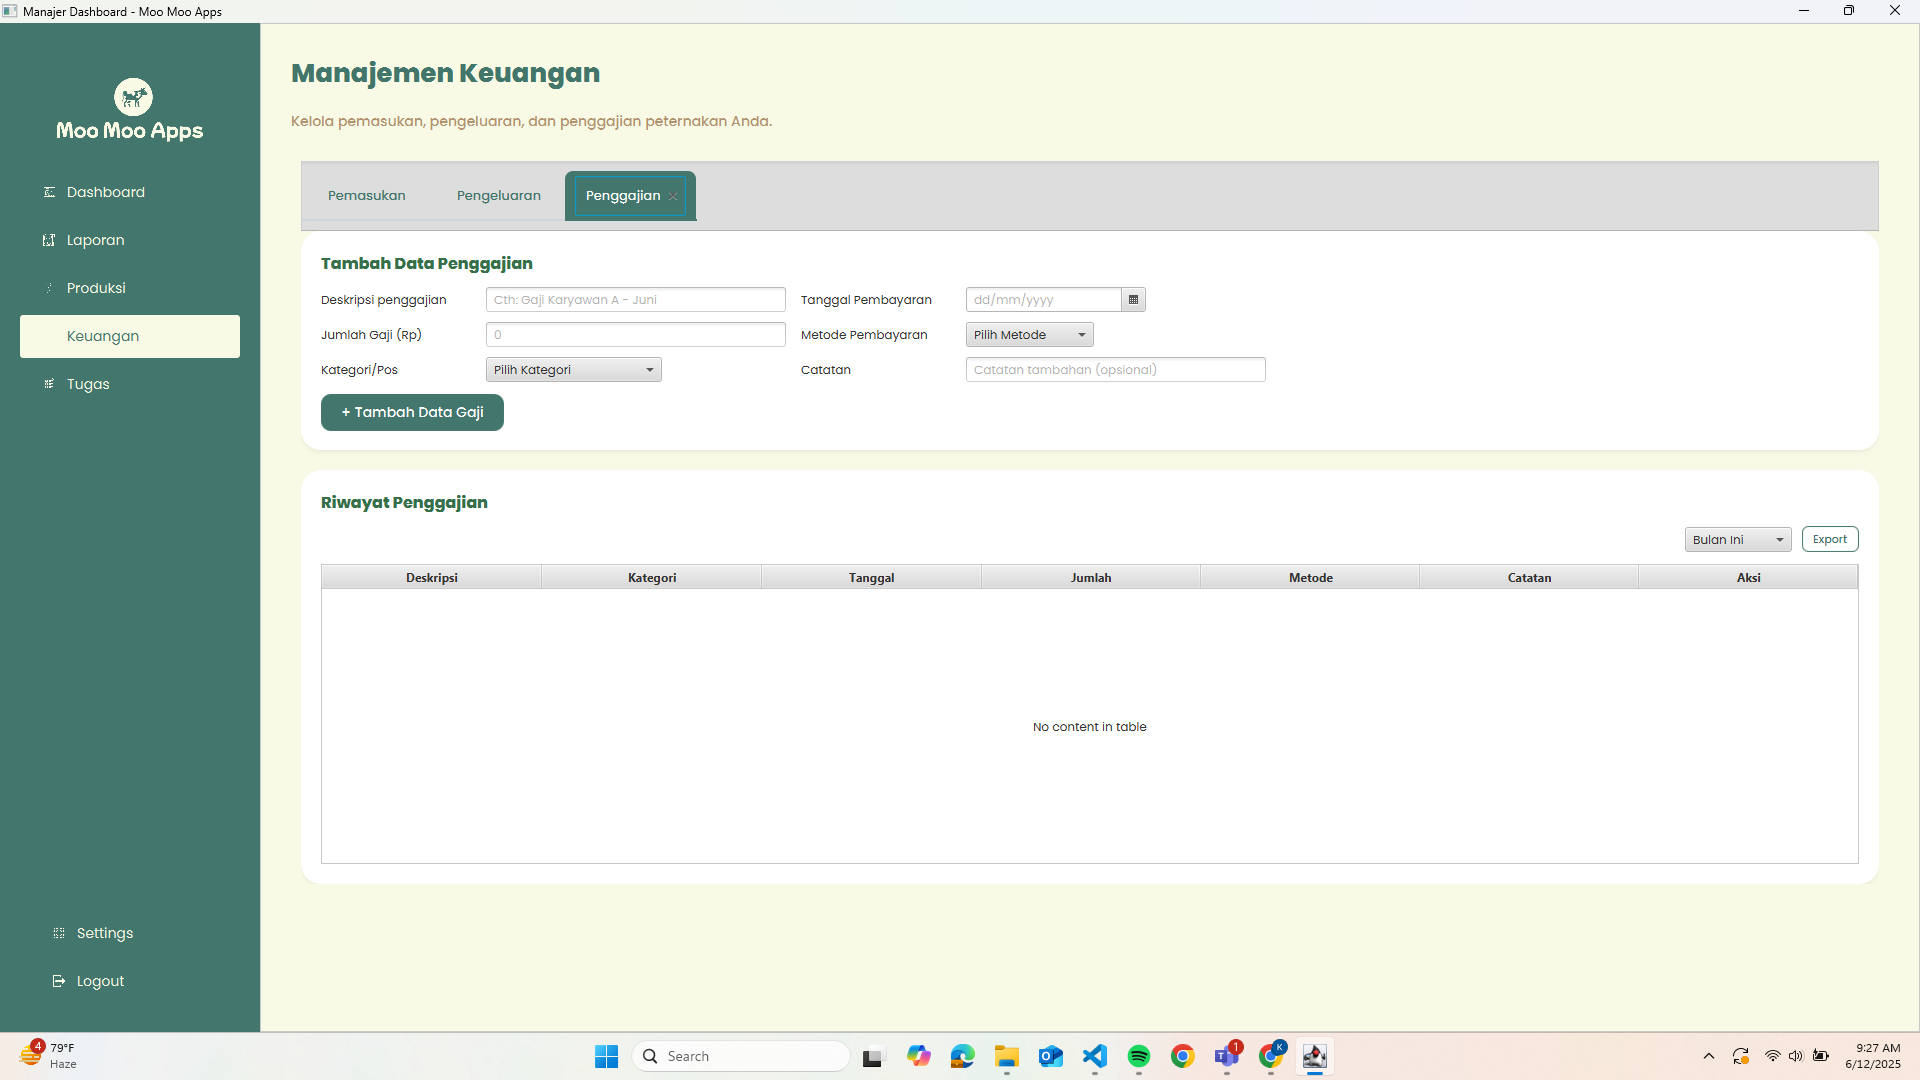 Manajer Dashboard - Moo Moo Apps
Moo Moo Apps
Dashboard
Laporan
Produksi
Keuangan
Tugas
Settings
Logout
Manajemen Keuangan
Kelola pemasukan, pengeluaran, dan penggajian peternakan Anda.
Pemasukan Pengeluaran Penggajian
Tambah Data Penggajian
Deskripsi penggajian Cth: Gaji Karyawan A - Juni Tanggal Pembayaran dd/mm/yyyy
Jumlah Gaji (Rp) 0 Metode Pembayaran Pilih Metode
Kategori/Pos Pilih Kategori Catatan Catatan tambahan (opsional)
+ Tambah Data Gaji
Riwayat Penggajian
Bulan Ini Export
Deskripsi Kategori Tanggal Jumlah Metode Catatan Aksi
No content in table
4 79°F
Haze
Search
1
K
9:27 AM
6/12/2025